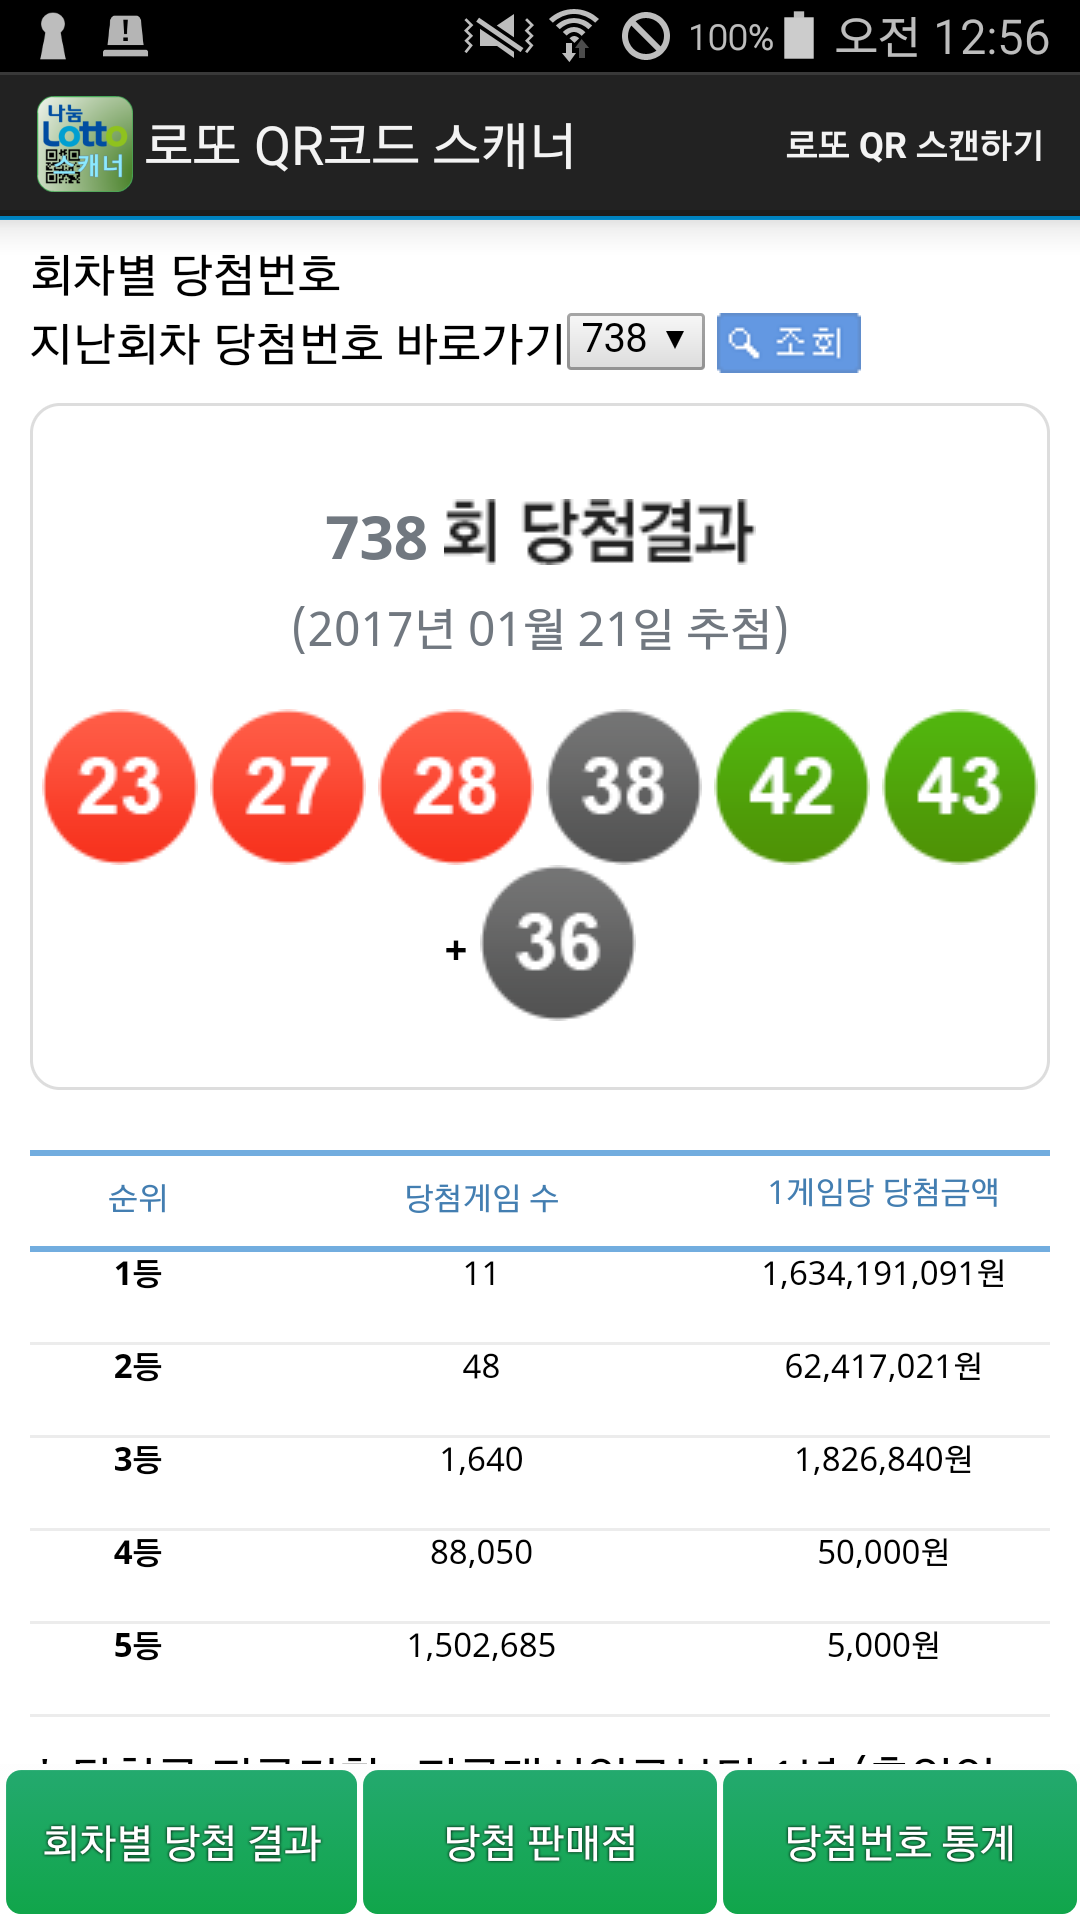 100% 오전 12:56
나눔
Lotto
스캐너
로또 QR코드 스캐너
로또 QR 스캔하기
회차별 당첨번호
지난회차 당첨번호 바로가기 738 ▼ 조회
738 회 당첨결과
(2017년 01월 21일 추첨)
23 27 28 38 42 43
+ 36
순위 당첨게임 수 1게임당 당첨금액
1등 11 1,634,191,091원
2등 48 62,417,021원
3등 1,640 1,826,840원
4등 88,050 50,000원
5등 1,502,685 5,000원
회차별 당첨 결과 당첨 판매점 당첨번호 통계